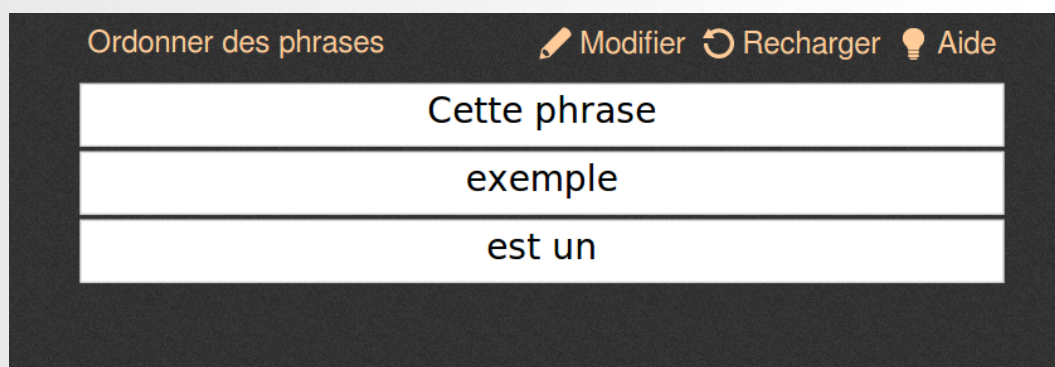 Ordonner des phrases Modifier Recharger Aide
Cette phrase
exemple
est un